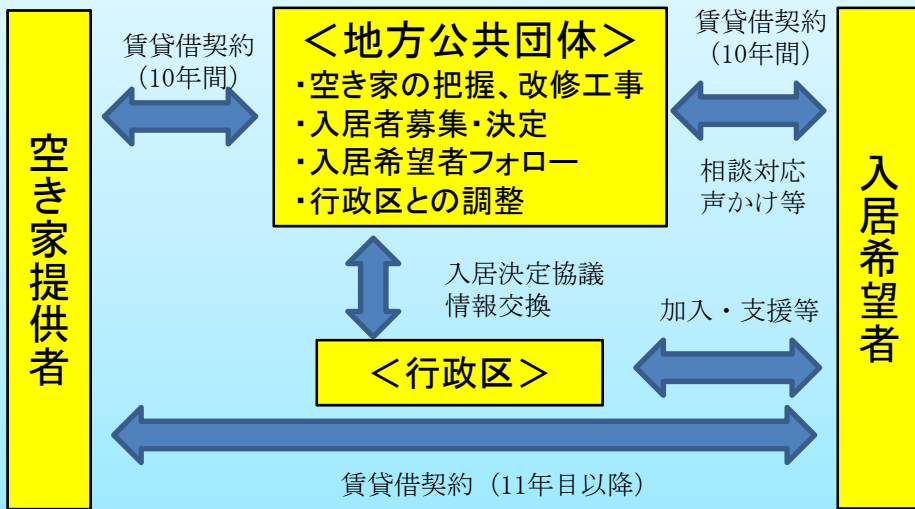 空き家提供者
賃貸借契約
(10年間)
＜地方公共団体＞
・空き家の把握、改修工事
・入居者募集・決定
・入居希望者フォロー
・行政区との調整
賃貸借契約
(10年間)
相談対応
声かけ等
入居希望者
入居決定協議
情報交換
加入・支援等
＜行政区＞
賃貸借契約（11年目以降）